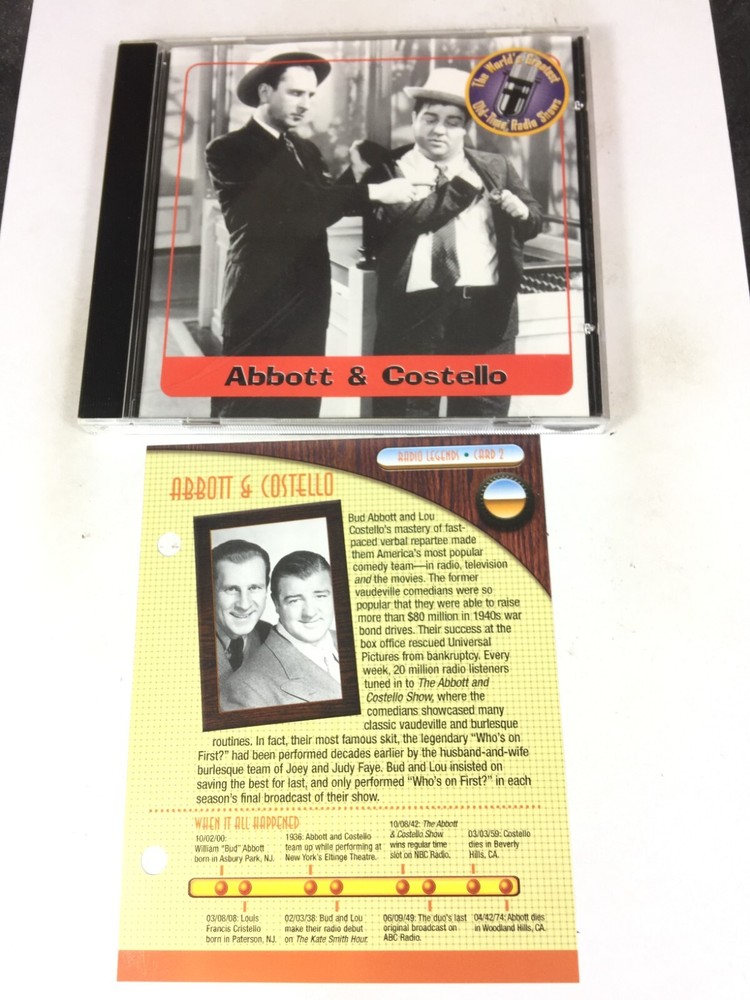 The World's Greatest
Old-Time Radio Shows
Abbott & Costello
RADIO LEGENDS • CARD 2
ABBOTT & COSTELLO
Bud Abbott and Lou
Costello's mastery of fast-
paced verbal repartee made
them America's most popular
comedy team—in radio, television
and the movies. The former
vaudeville comedians were so
popular that they were able to raise
more than $80 million in 1940s war
bond drives. Their success at the
box office rescued Universal
Pictures from bankruptcy. Every
week, 20 million radio listeners
tuned in to The Abbott and
Costello Show, where the
comedians showcased many
classic vaudeville and burlesque
routines. In fact, their most famous skit, the legendary "Who's on
First?" had been performed decades earlier by the husband-and-wife
burlesque team of Joey and Judy Faye. Bud and Lou insisted on
saving the best for last, and only performed "Who's on First?" in each
season's final broadcast of their show.
WHEN IT ALL HAPPENED
10/02/00:
William "Bud" Abbott
born in Asbury Park, NJ.
1936: Abbott and Costello
team up while performing at
New York's Eltinge Theatre.
10/08/42: The Abbott
& Costello Show
wins regular time
slot on NBC Radio.
03/03/59: Costello
dies in Beverly
Hills, CA.
03/08/08: Louis
Francis Cristello
born in Paterson, NJ.
02/03/38: Bud and Lou
make their radio debut
on The Kate Smith Hour.
06/09/49: The duo's last
original broadcast on
ABC Radio.
04/42/74: Abbott dies
in Woodland Hills, CA.